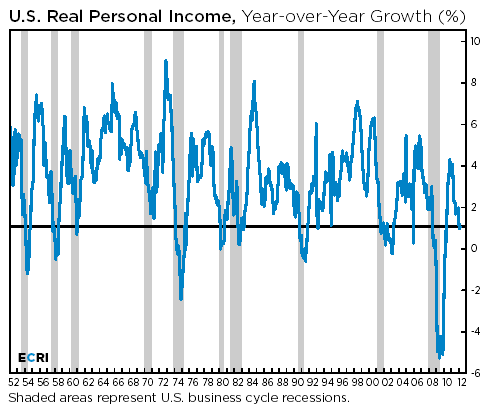 U.S. Real Personal Income, Year-over-Year Growth (%)
10
8
6
4
2
0
-2
-4
-6
ECRI
52 54 56 58 60 62 64 66 68 70 72 74 76 78 80 82 84 86 88 90 92 94 96 98 00 02 04 06 08 10 12
Shaded areas represent U.S. business cycle recessions.